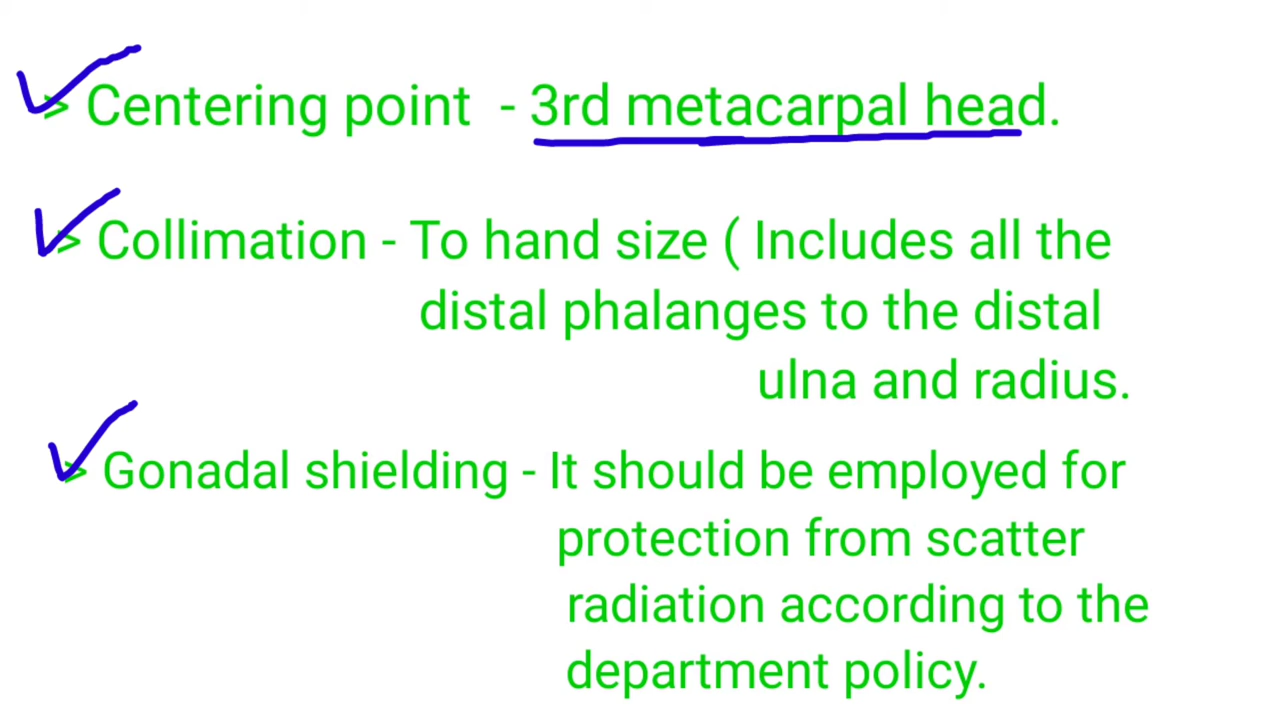 > Centering point - 3rd metacarpal head.
> Collimation - To hand size ( Includes all the
distal phalanges to the distal
ulna and radius.
> Gonadal shielding - It should be employed for
protection from scatter
radiation according to the
department policy.